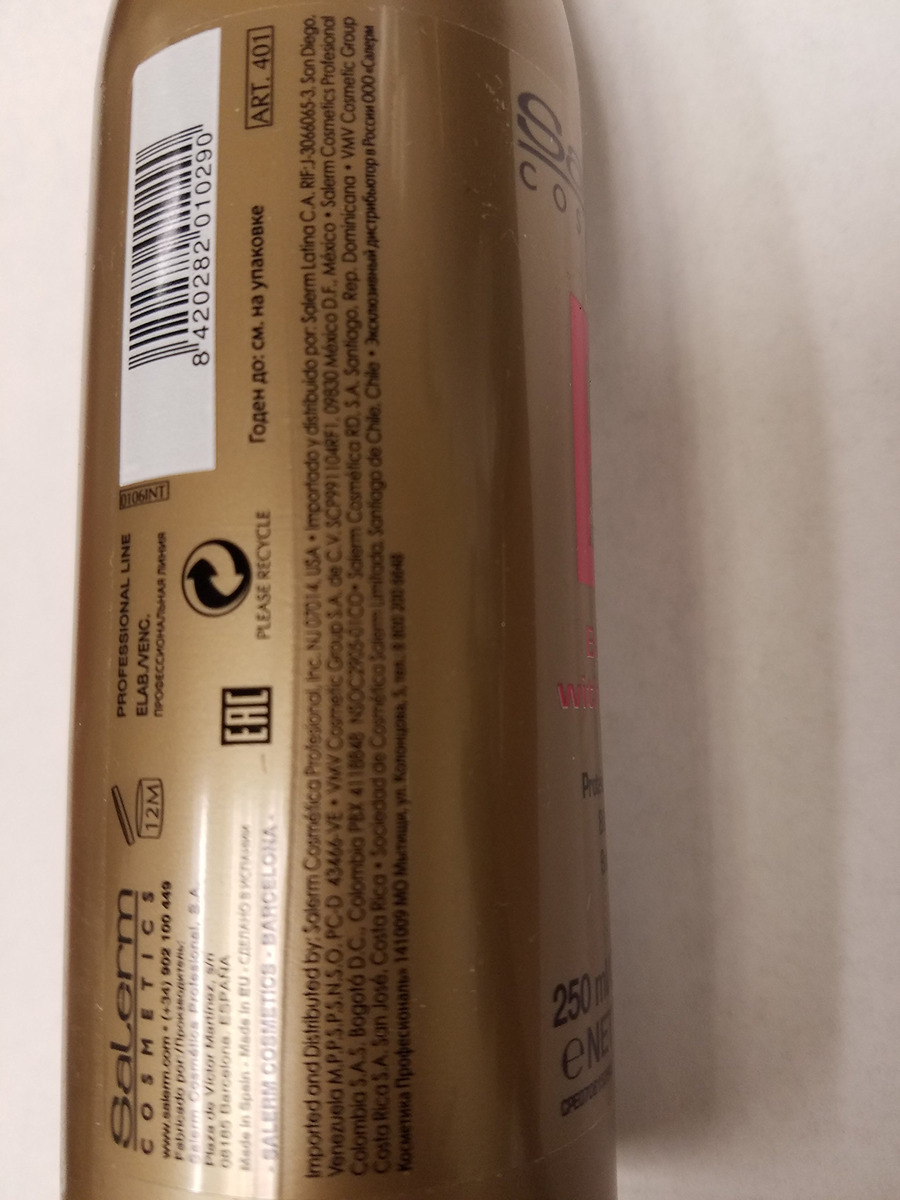 Salerm
COSMETICS
www.salerm.com • (+34) 902 100 449
Fabricado por/Производитель:
Salerm Cosmética Profesional, S.A.
Plaza de Víctor Martínez, s/n
08185 Barcelona. ESPAÑA
Made in Spain - Made in EU - СДЕЛАНО В ИСПАНИИ
- SALERM COSMETICS - BARCELONA -
12M
PROFESSIONAL LINE
ELAB./VENC.
ПРОФЕССИОНАЛЬНАЯ ЛИНИЯ
EAC
PLEASE RECYCLE
0106INT
8 420282 010290
Годен до: см. на упаковке
ART. 401
Imported and Distributed by: Salerm Cosmética Profesional, Inc. NJ 07014, USA • Importado y distribuido por: Salerm Latina C.A. RIF:J-3066065-3. San Diego,
Venezuela M.P.P.S.P.S.N.S.O. PC-D 43466-VE • VMV Cosmetic Group S.A. de C.V. SCP991104RF1, 09830 México D.F., México • Salerm Cosmetics Profesional
Colombia S.A.S. Bogotá D.C., Colombia PBX 4118848 NSOC2905-01CO • Salerm Cosmética RD, S.A. Santiago, Rep. Dominicana • VMV Cosmetic Group
Costa Rica S.A. San José, Costa Rica • Sociedad de Cosmética Salerm Limitada, Santiago de Chile, Chile • Эксклюзивный дистрибьютор в России ООО «Салерм
Косметика Профессиональ» 141009 МО Мытищи, ул. Колонцова, 5, тел. 8 800 200 6648
250 ml
e NE